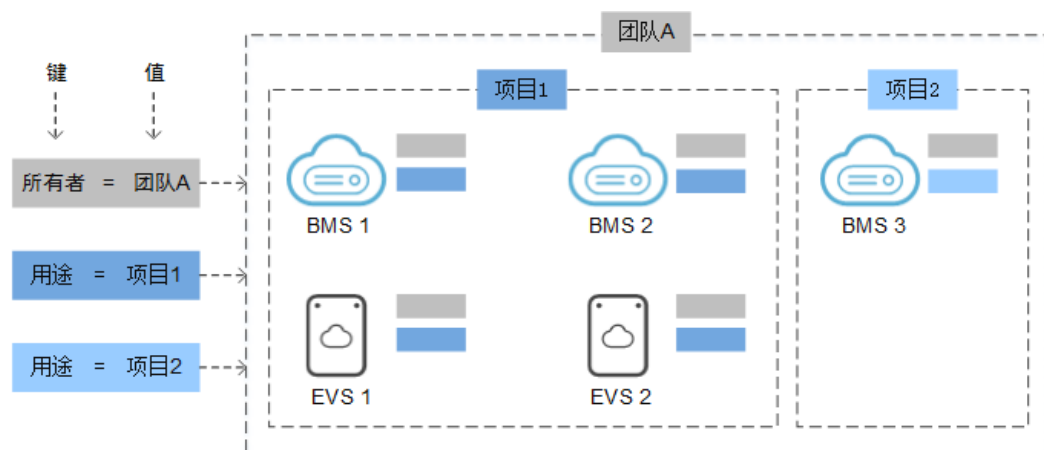 团队A
键 值
项目1
项目2
所有者 = 团队A
BMS 1
BMS 2
BMS 3
用途 = 项目1
用途 = 项目2
EVS 1
EVS 2